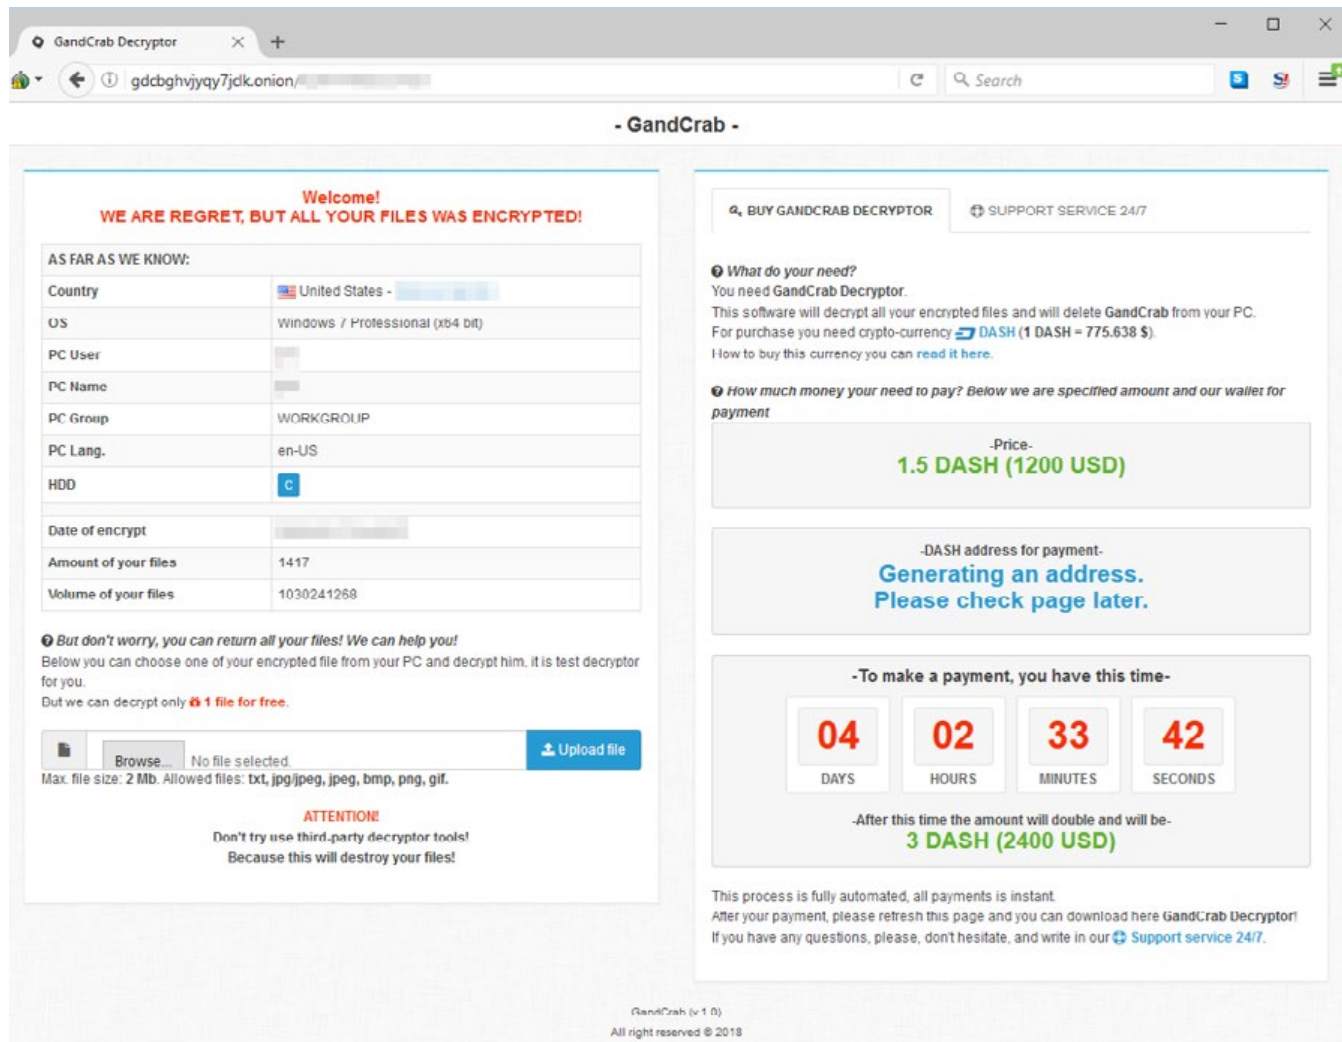 GandCrab Decryptor
gdcbghvjyqy7jdk.onion/
Search
- GandCrab -
Welcome!
WE ARE REGRET, BUT ALL YOUR FILES WAS ENCRYPTED!
AS FAR AS WE KNOW:
Country United States -
OS Windows 7 Professional (x64 bit)
PC User
PC Name
PC Group WORKGROUP
PC Lang. en-US
HDD C
Date of encrypt
Amount of your files 1417
Volume of your files 1030241268
But don't worry, you can return all your files! We can help you!
Below you can choose one of your encrypted file from your PC and decrypt him, it is test decryptor
for you.
But we can decrypt only 1 file for free.
Browse... No file selected. Upload file
Max. file size: 2 Mb. Allowed files: txt, jpg/jpeg, jpeg, bmp, png, gif.
ATTENTION!
Don't try use third-party decryptor tools!
Because this will destroy your files!
BUY GANDCRAB DECRYPTOR SUPPORT SERVICE 24/7
What do your need?
You need GandCrab Decryptor.
This software will decrypt all your encrypted files and will delete GandCrab from your PC.
For purchase you need crypto-currency DASH (1 DASH = 775.638 $).
How to buy this currency you can read it here.
How much money your need to pay? Below we are specified amount and our wallet for
payment
-Price-
1.5 DASH (1200 USD)
-DASH address for payment-
Generating an address.
Please check page later.
-To make a payment, you have this time-
04 02 33 42
DAYS HOURS MINUTES SECONDS
-After this time the amount will double and will be-
3 DASH (2400 USD)
This process is fully automated, all payments is instant.
After your payment, please refresh this page and you can download here GandCrab Decryptor!
If you have any questions, please, don't hesitate, and write in our Support service 24/7.
GandCrab (v 1.0)
All right reserved © 2018